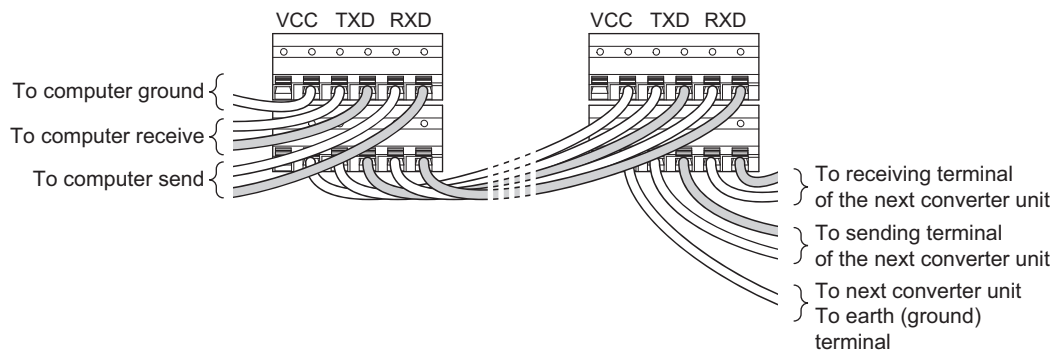 VCC TXD RXD
VCC TXD RXD
To computer ground
To computer receive
To computer send
To receiving terminal
of the next converter unit
To sending terminal
of the next converter unit
To next converter unit
To earth (ground)
terminal